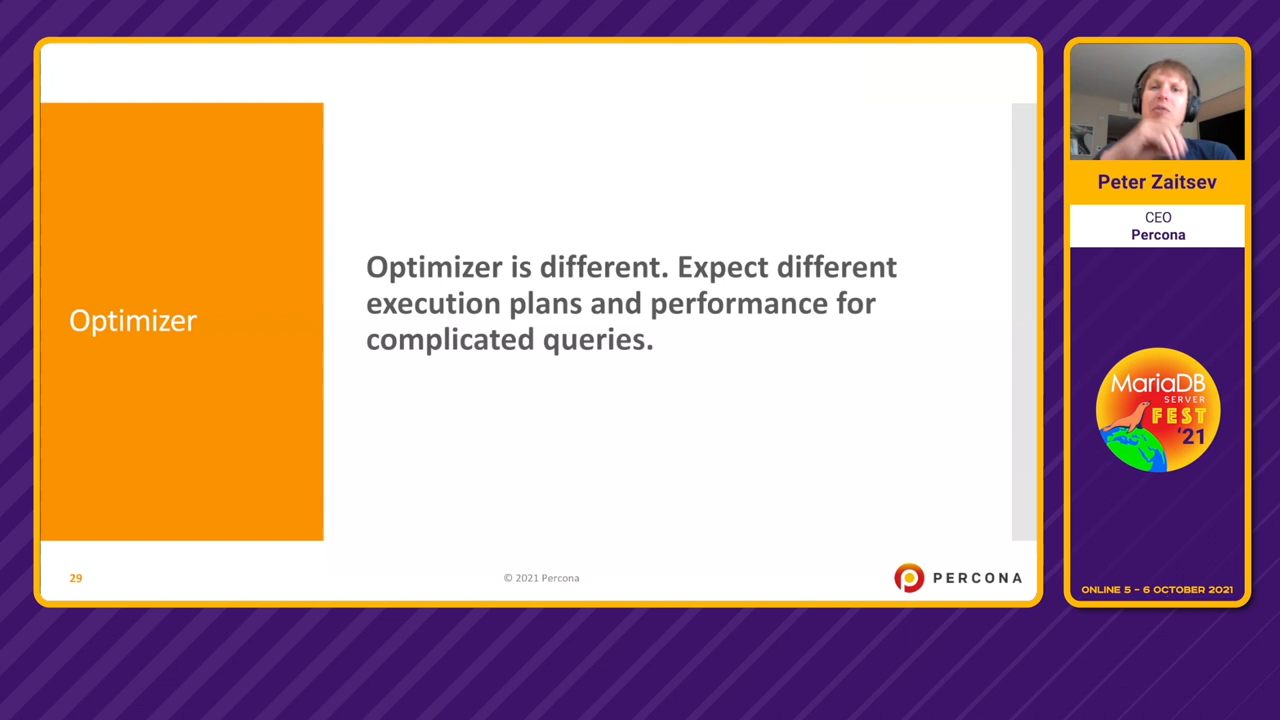 Optimizer
Optimizer is different. Expect different
execution plans and performance for
complicated queries.
29
© 2021 Percona
PERCONA
Peter Zaitsev
CEO
Percona
MariaDB
SERVER
FEST
'21
ONLINE 5 – 6 OCTOBER 2021